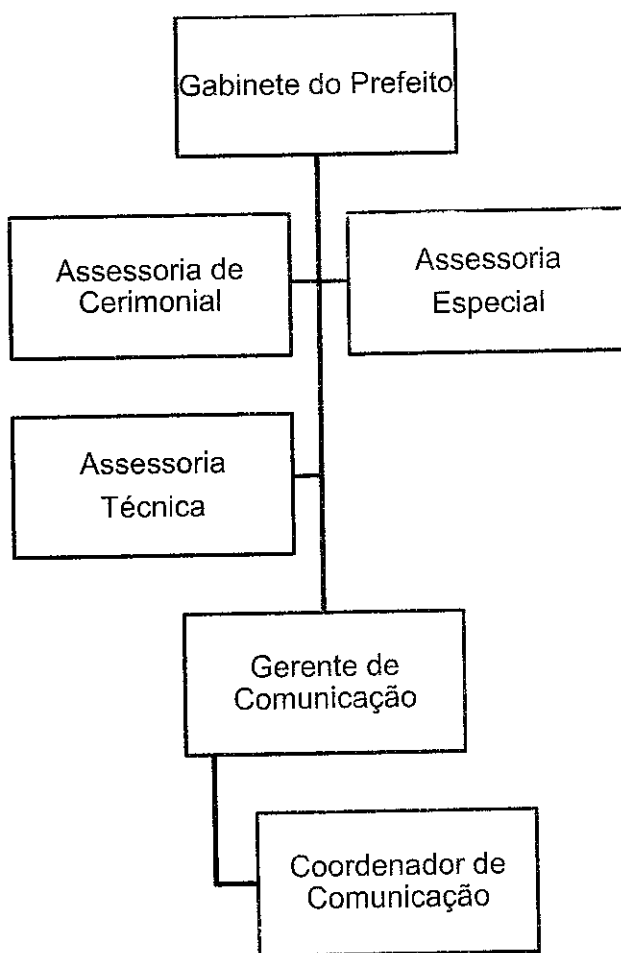 Gabinete do Prefeito
Assessoria de
Cerimonial
Assessoria
Especial
Assessoria
Técnica
Gerente de
Comunicação
Coordenador de
Comunicação